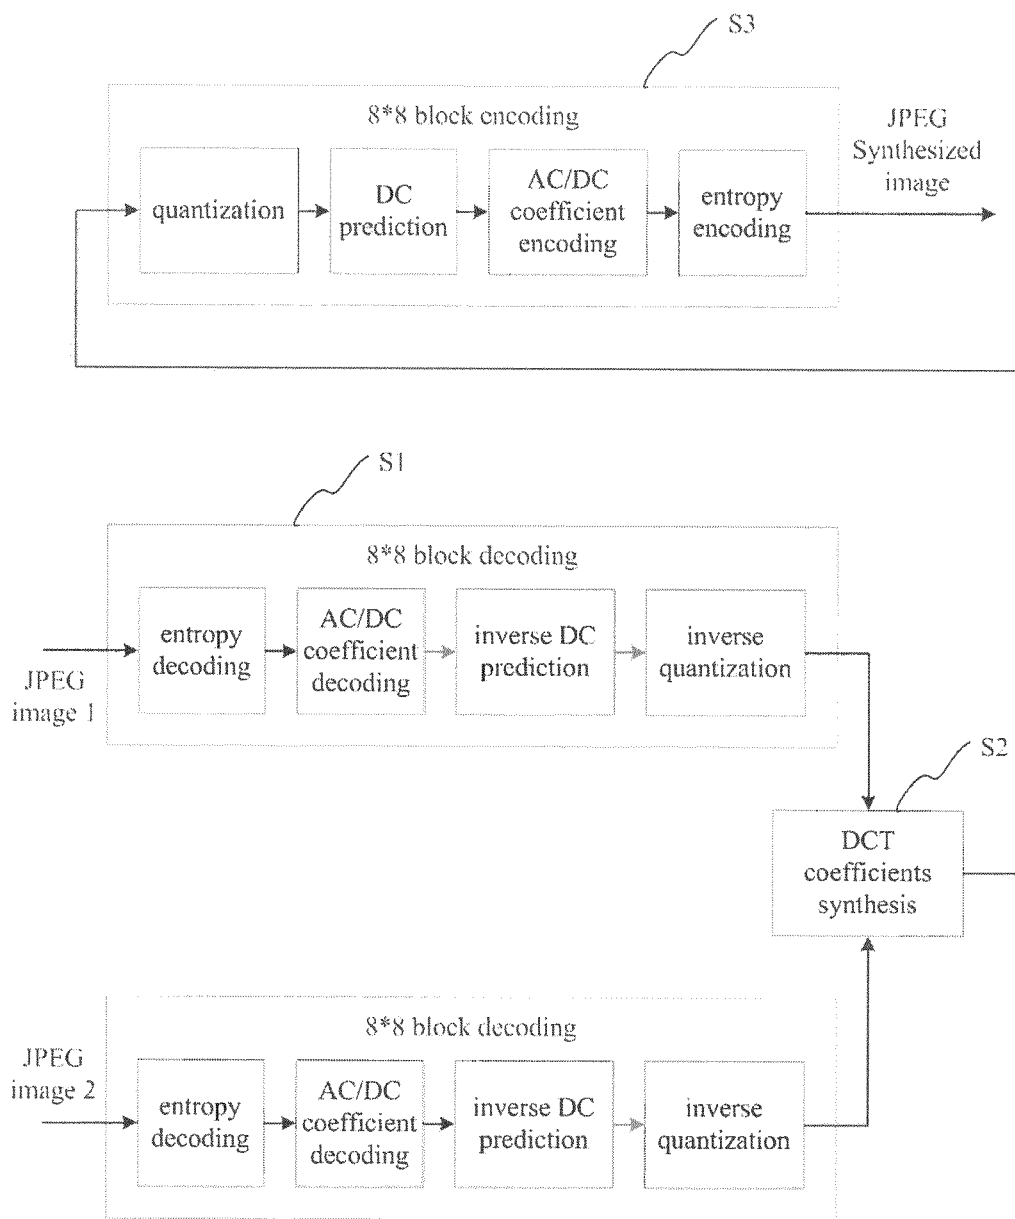 S3
8*8 block encoding
quantization
DC
prediction
AC/DC
coefficient
encoding
entropy
encoding
JPEG
Synthesized
image
S1
8*8 block decoding
entropy
decoding
AC/DC
coefficient
decoding
inverse DC
prediction
inverse
quantization
JPEG
image 1
S2
DCT
coefficients
synthesis
8*8 block decoding
JPEG
image 2
entropy
decoding
AC/DC
coefficient
decoding
inverse DC
prediction
inverse
quantization